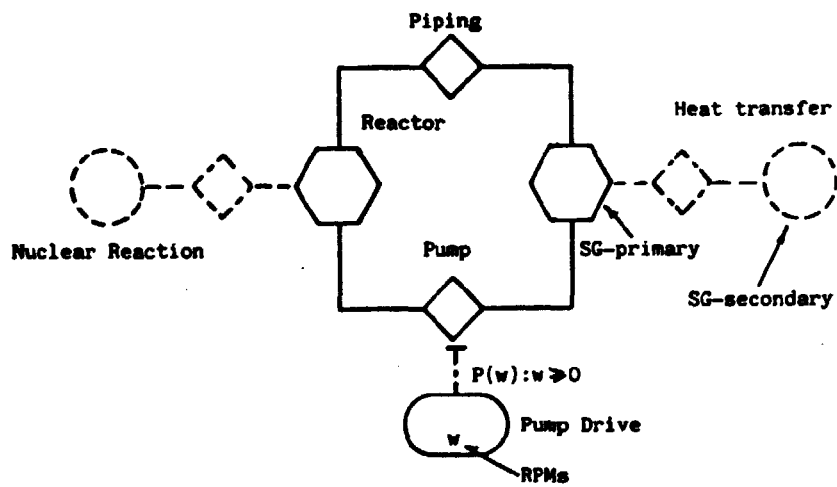 Piping
Heat transfer
Reactor
Nuclear Reaction
Pump
SG-primary
SG-secondary
P(w):w⩾0
Pump Drive
w
RPMs